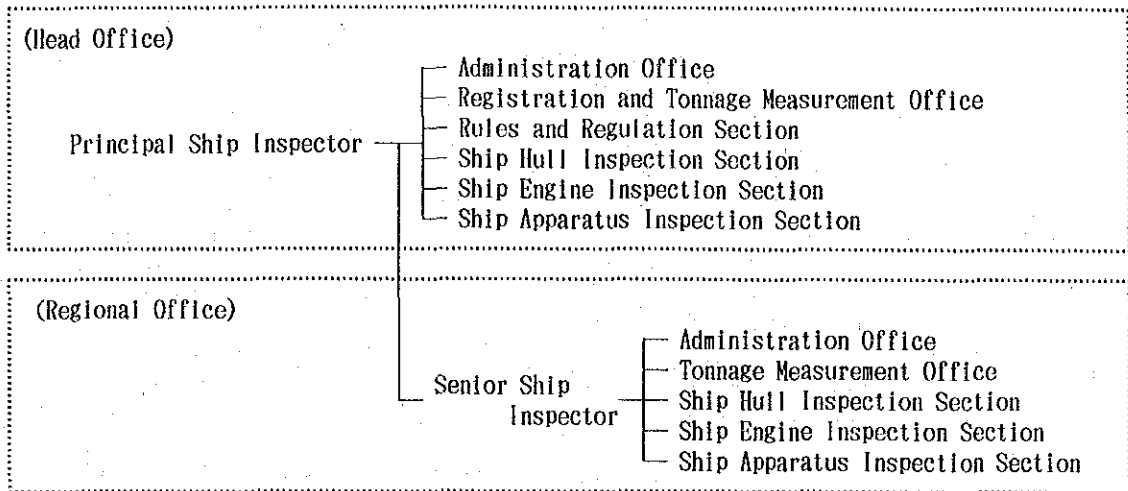 (Head Office)
Administration Office
Registration and Tonnage Measurement Office
Rules and Regulation Section
Principal Ship Inspector
Ship Hull Inspection Section
Ship Engine Inspection Section
Ship Apparatus Inspection Section
(Regional Office)
Administration Office
Tonnage Measurement Office
Senior Ship
Inspector
Ship Hull Inspection Section
Ship Engine Inspection Section
Ship Apparatus Inspection Section